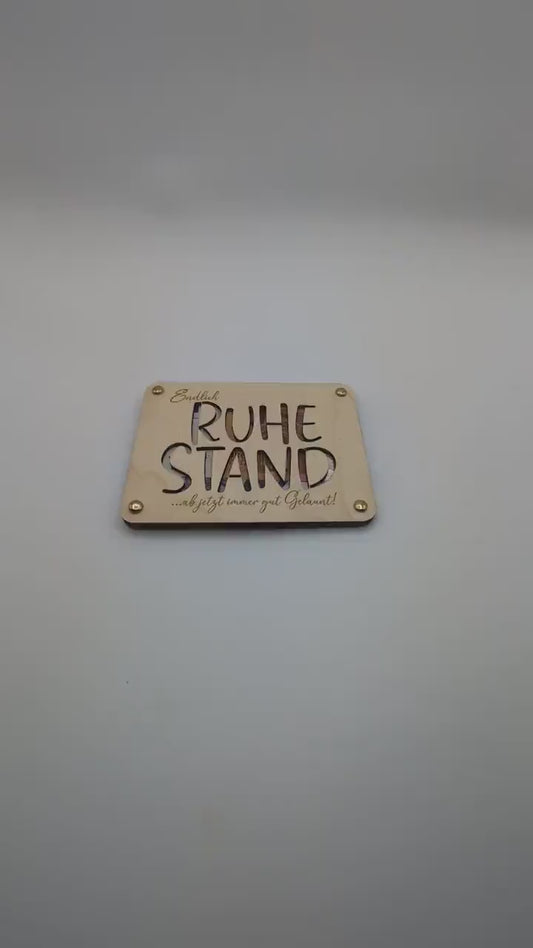 Endlich
RUHE
STAND
...ab jetzt immer gut Gelaunt!